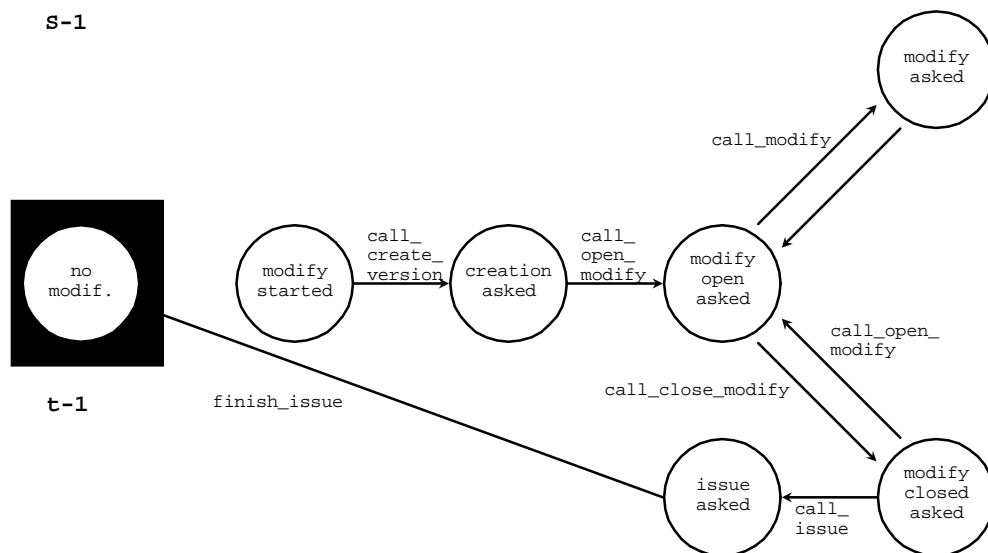 S-1
modify
asked
call_modify
call_
create_
version
call_
open_
modify
no
modif.
modify
started
creation
asked
modify
open
asked
call_open_
modify
call_close_modify
t-1
finish_issue
issue
asked
call_
issue
modify
closed
asked